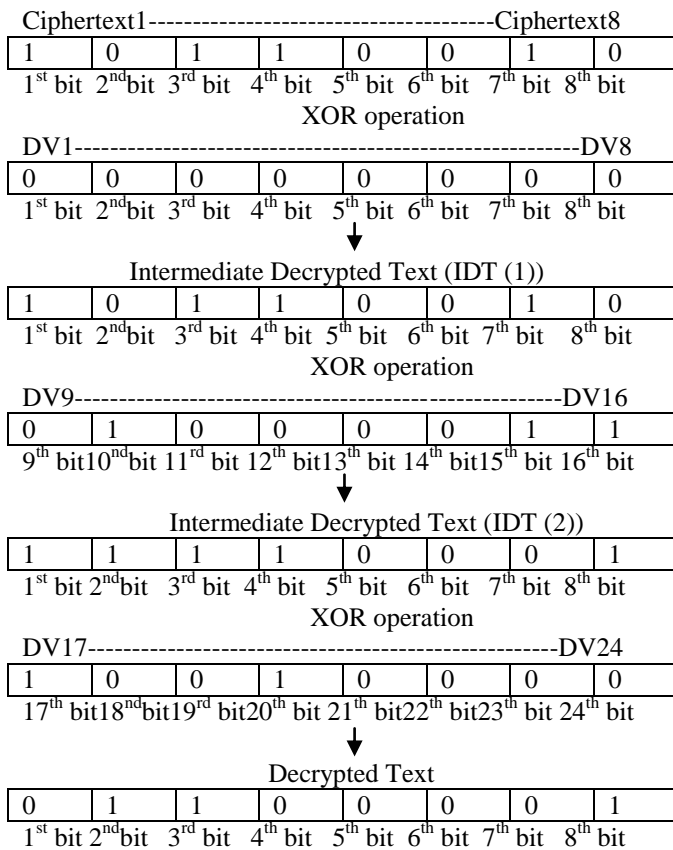 Ciphertext1--------------------------------------Ciphertext8
1 0 1 1 0 0 1 0
1st bit 2ndbit 3rd bit 4th bit 5th bit 6th bit 7th bit 8th bit
XOR operation
DV1-------------------------------------------------------DV8
0 0 0 0 0 0 0 0
1st bit 2ndbit 3rd bit 4th bit 5th bit 6th bit 7th bit 8th bit
Intermediate Decrypted Text (IDT (1))
1 0 1 1 0 0 1 0
1st bit 2ndbit 3rd bit 4th bit 5th bit 6th bit 7th bit 8th bit
XOR operation
DV9-----------------------------------------------------DV16
0 1 0 0 0 0 1 1
9th bit10ndbit 11rd bit 12th bit13th bit 14th bit15th bit 16th bit
Intermediate Decrypted Text (IDT (2))
1 1 1 1 0 0 0 1
1st bit 2ndbit 3rd bit 4th bit 5th bit 6th bit 7th bit 8th bit
XOR operation
DV17---------------------------------------------------DV24
1 0 0 1 0 0 0 0
17th bit18ndbit19rd bit20th bit 21th bit22th bit23th bit 24th bit
Decrypted Text
0 1 1 0 0 0 0 1
1st bit 2ndbit 3rd bit 4th bit 5th bit 6th bit 7th bit 8th bit